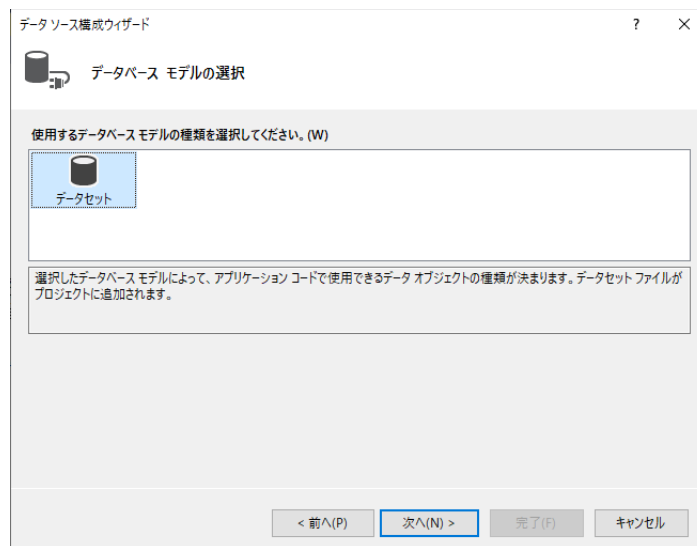 データ ソース構成ウィザード
?
×
データベース モデルの選択
使用するデータベース モデルの種類を選択してください。(W)
データセット
選択したデータベース モデルによって、アプリケーション コードで使用できるデータ オブジェクトの種類が決まります。データセット ファイルが
プロジェクトに追加されます。
< 前へ(P)
次へ(N) >
完了(F)
キャンセル